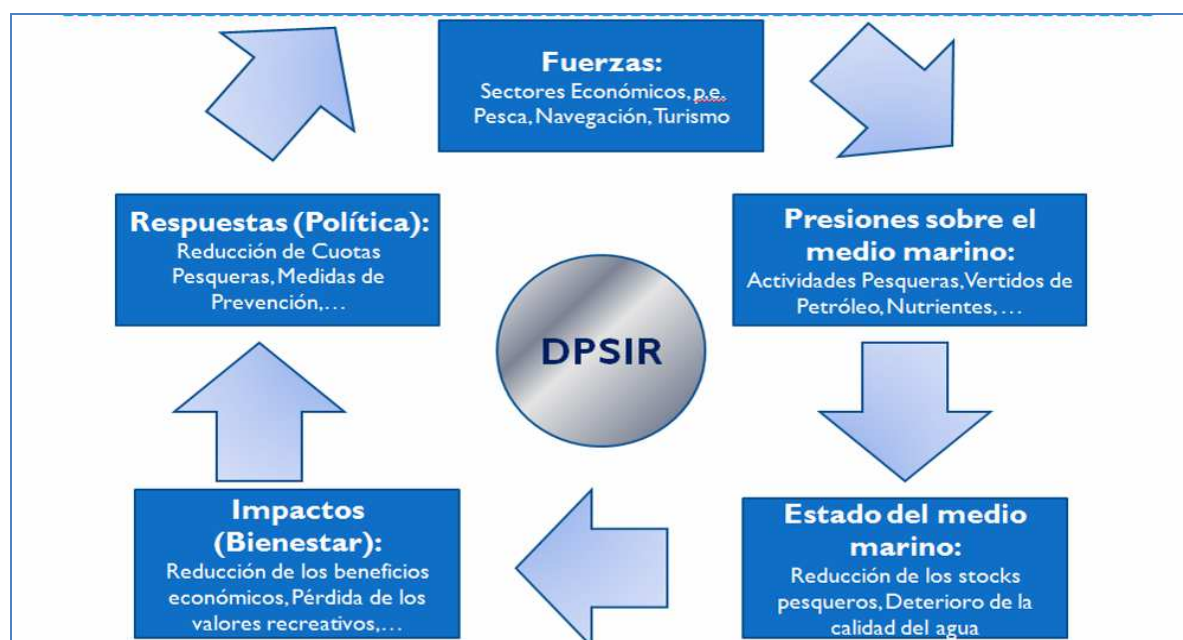 Fuerzas:
Sectores Económicos, p.e.
Pesca, Navegación, Turismo
Respuestas (Política):
Reducción de Cuotas
Pesqueras, Medidas de
Prevención,…
Presiones sobre el
medio marino:
Actividades Pesqueras, Vertidos de
Petróleo, Nutrientes, …
DPSIR
Impactos
(Bienestar):
Reducción de los beneficios
económicos, Pérdida de los
valores recreativos,…
Estado del medio
marino:
Reducción de los stocks
pesqueros, Deterioro de la
calidad del agua